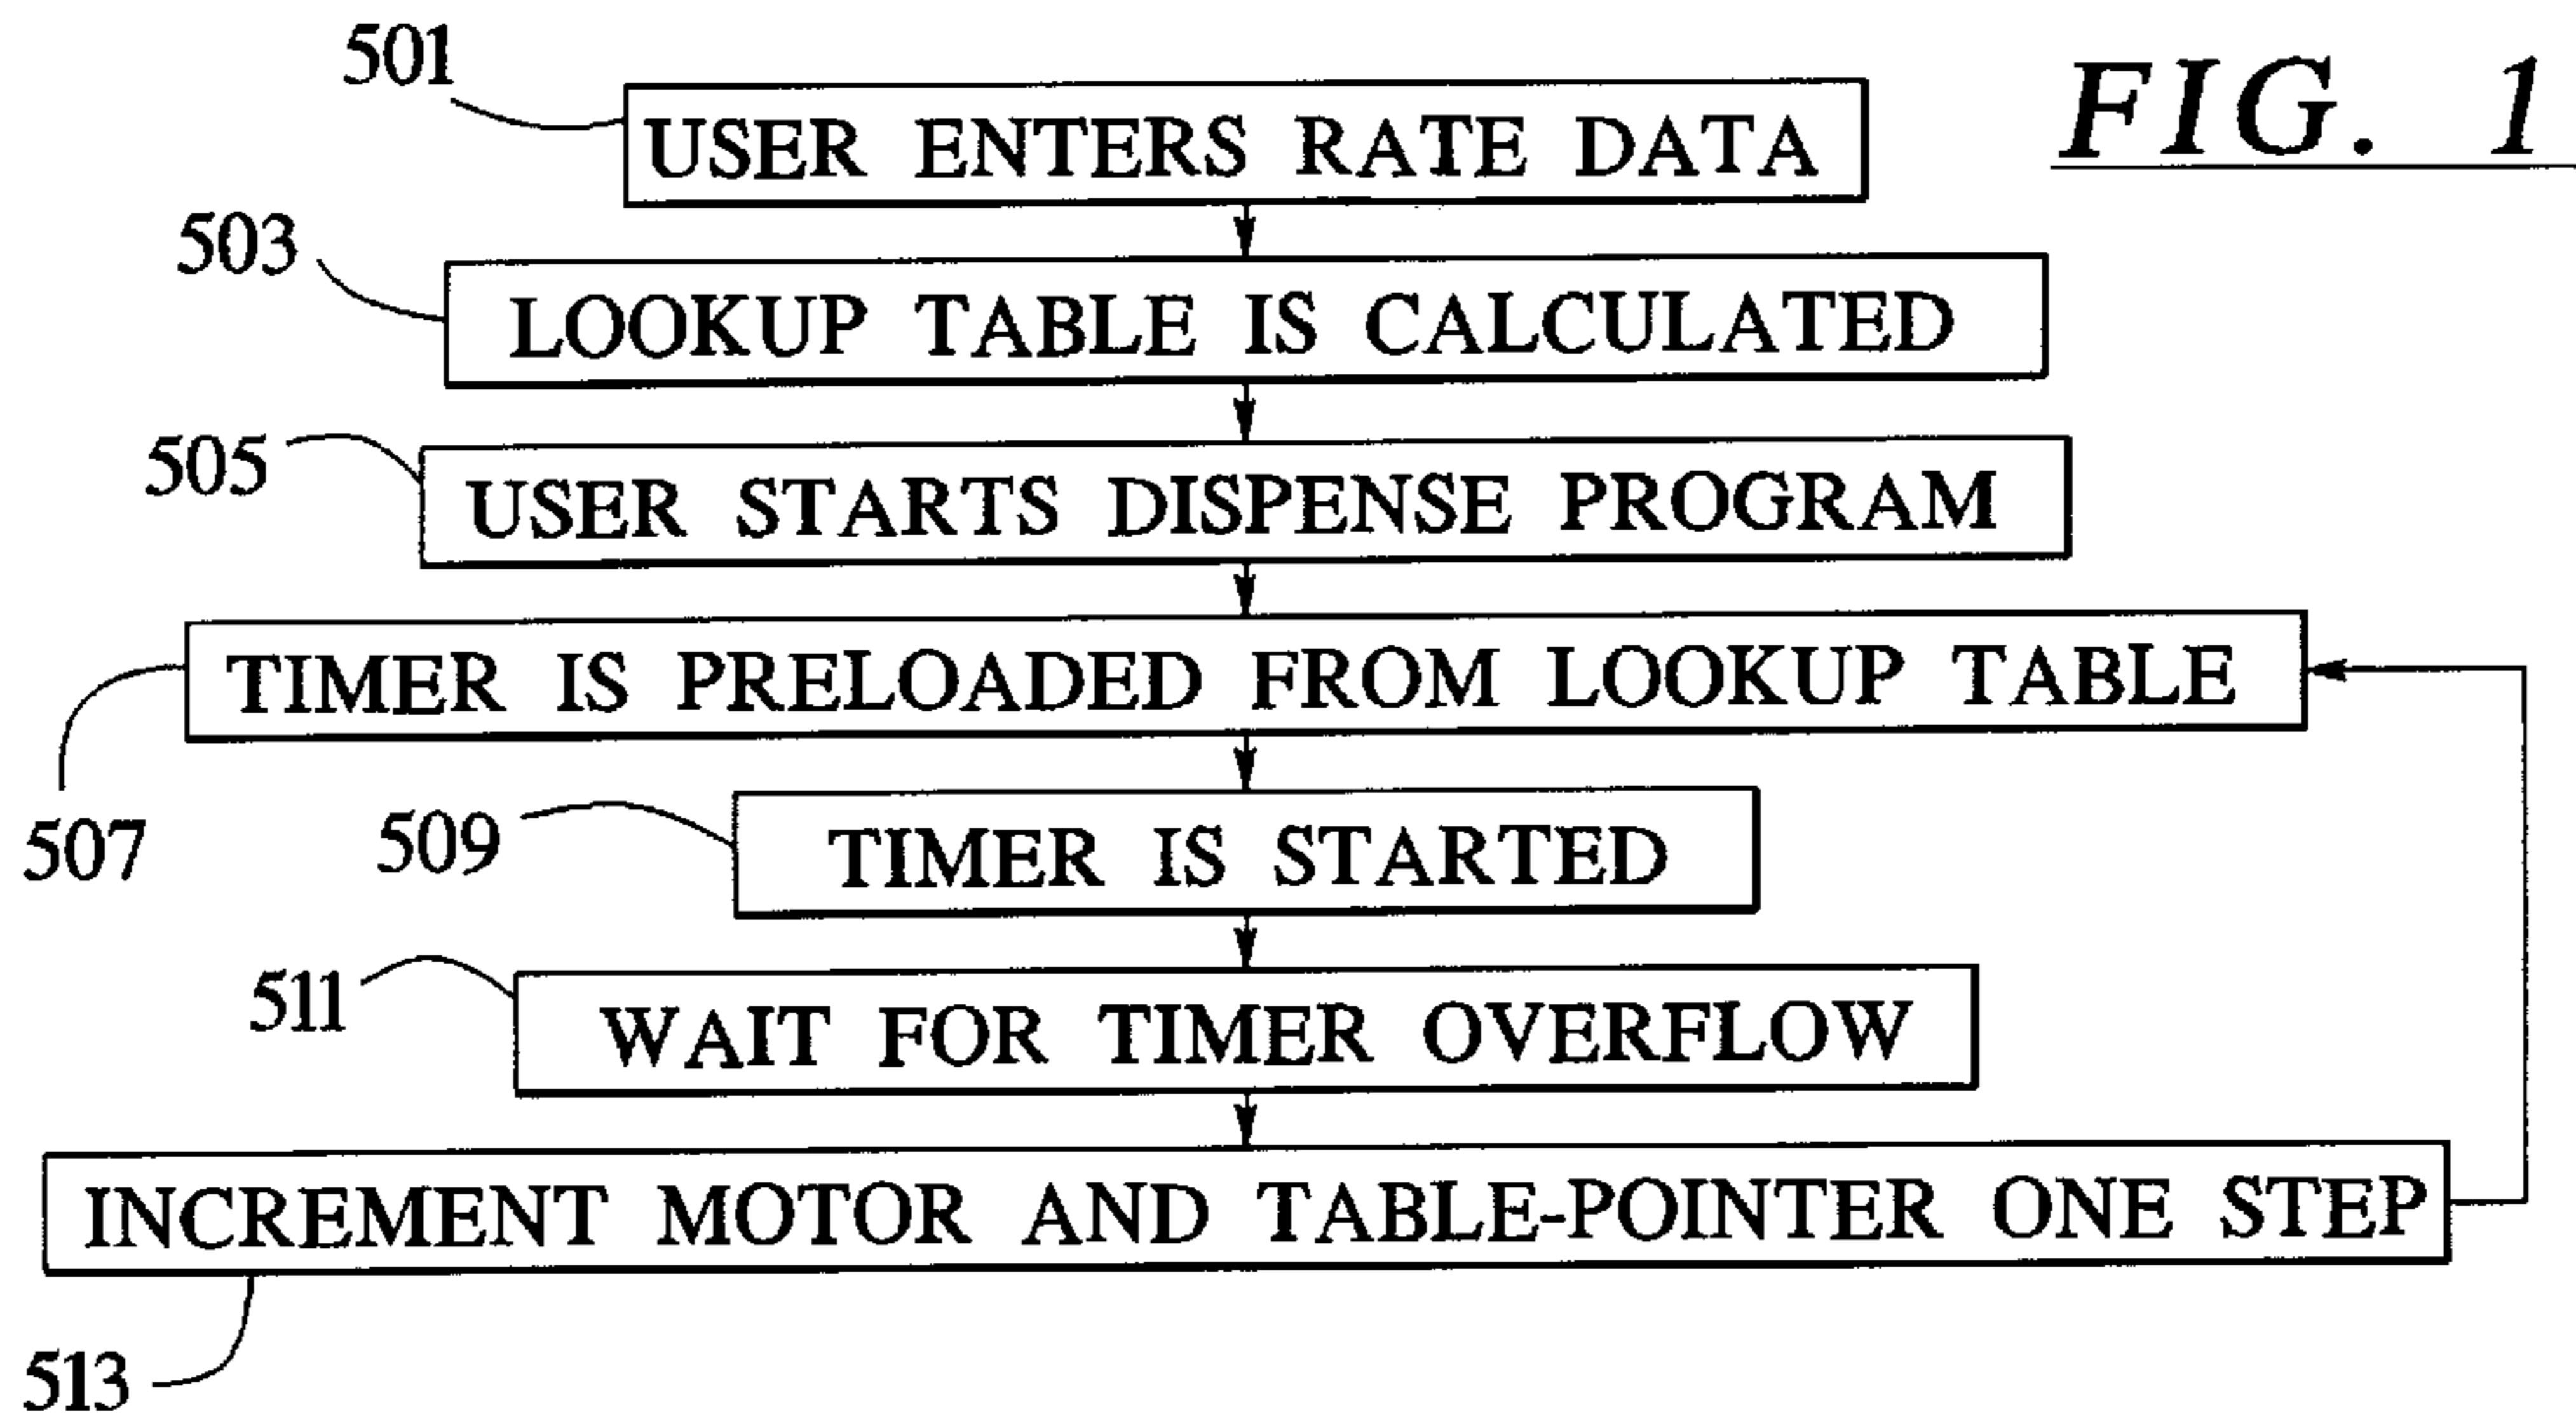 501
USER ENTERS RATE DATA
FIG. 1
503
LOOKUP TABLE IS CALCULATED
505
USER STARTS DISPENSE PROGRAM
TIMER IS PRELOADED FROM LOOKUP TABLE
507
509
TIMER IS STARTED
511
WAIT FOR TIMER OVERFLOW
INCREMENT MOTOR AND TABLE-POINTER ONE STEP
513